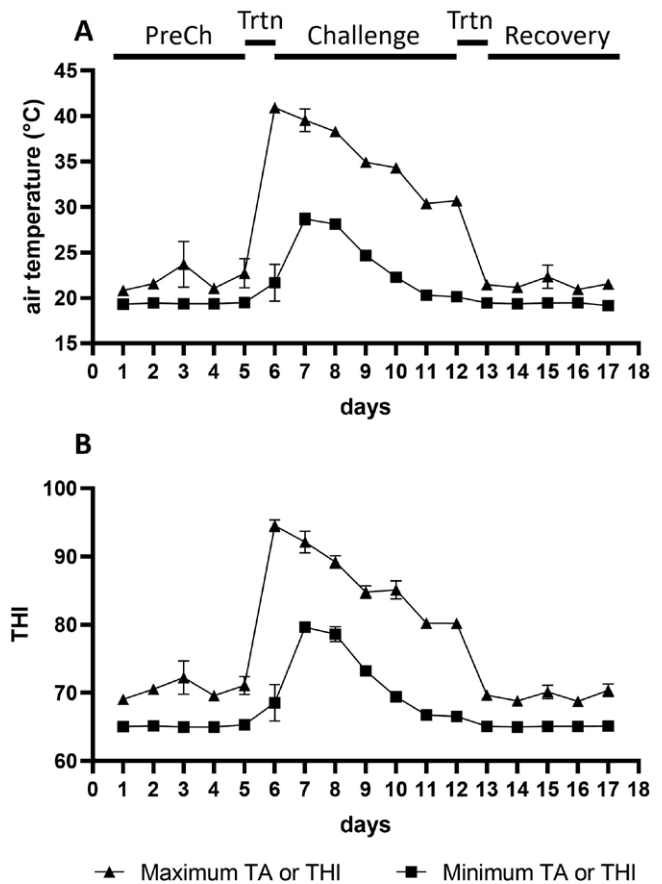 A
PreCh
Trtn
Challenge
Trtn
Recovery
air temperature (°C)
45
40
35
30
25
20
15
0 1 2 3 4 5 6 7 8 9 10 11 12 13 14 15 16 17 18
days
B
THI
100
90
80
70
60
0 1 2 3 4 5 6 7 8 9 10 11 12 13 14 15 16 17 18
days
Maximum TA or THI
Minimum TA or THI